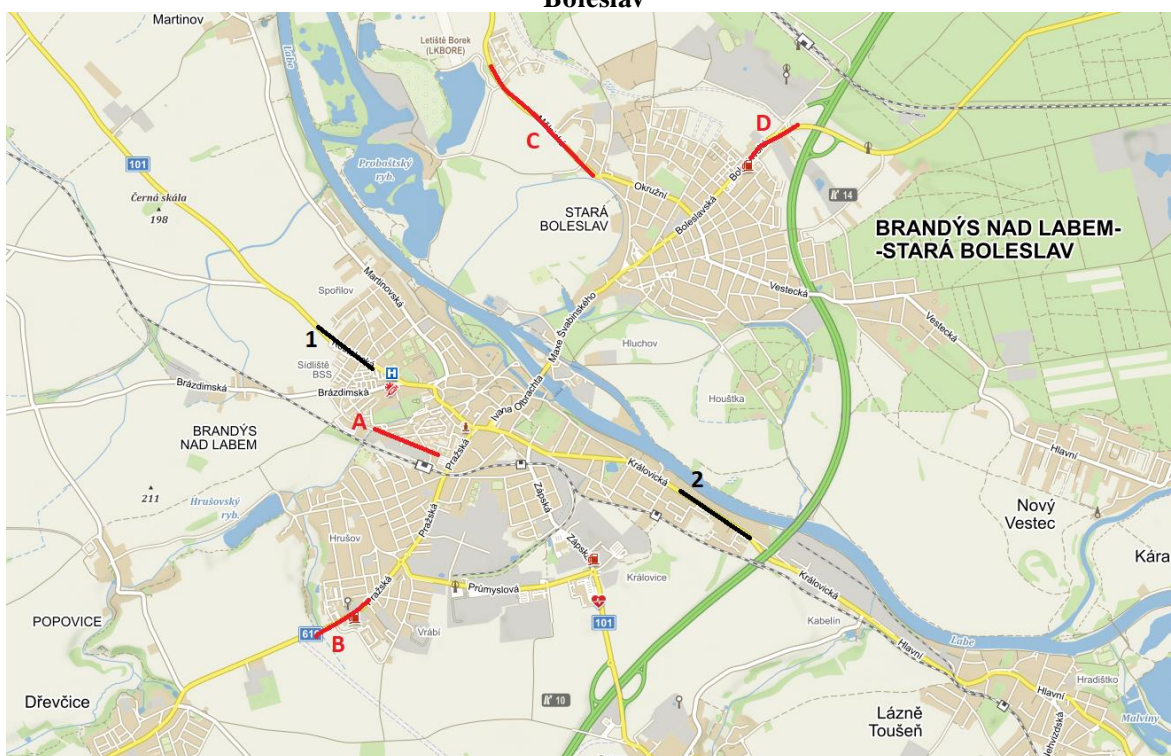 Boleslav
Martinov
Labe
Letiště Borek
(LKBORE)
C
D
101
Proboštský
ryb.
Černá skála
198
Okružní
Boleslavská
14
STARÁ
BOLESLAV
BRANDÝS NAD LABEM-
-STARÁ BOLESLAV
Martinovská
Spořilov
Vestecká
Vestecká
1
Sídliště
BSS
H
Maxe Švabinského
Hluchov
Brázdimská
Brázdimská
Ivana Olbrachta
Houštka
A
BRANDÝS
NAD LABEM
Pražská
Královická
2
211
Hrušovský
ryb.
Zápská
Nový
Vestec
Pražská
Hrušov
Zápská
Kára
Průmyslová
Královice
Královická
POPOVICE
Pražská
B
Vrábí
101
Kabelín
Hlavní
Labe
Hradištko
Hlavní
Dřevčice
10
Lázně
Toušeň
Malvíny